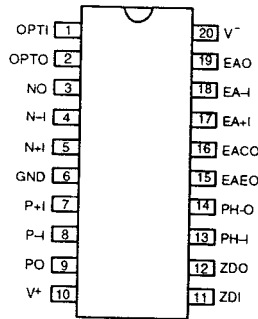 OPTI 1
OPTO 2
NO 3
N-I 4
N+I 5
GND 6
P+I 7
P-I 8
PO 9
V+ 10
20 V-
19 EAO
18 EA-I
17 EA+I
16 EACO
15 EAEO
14 PH-O
13 PH-I
12 ZDO
11 ZDI